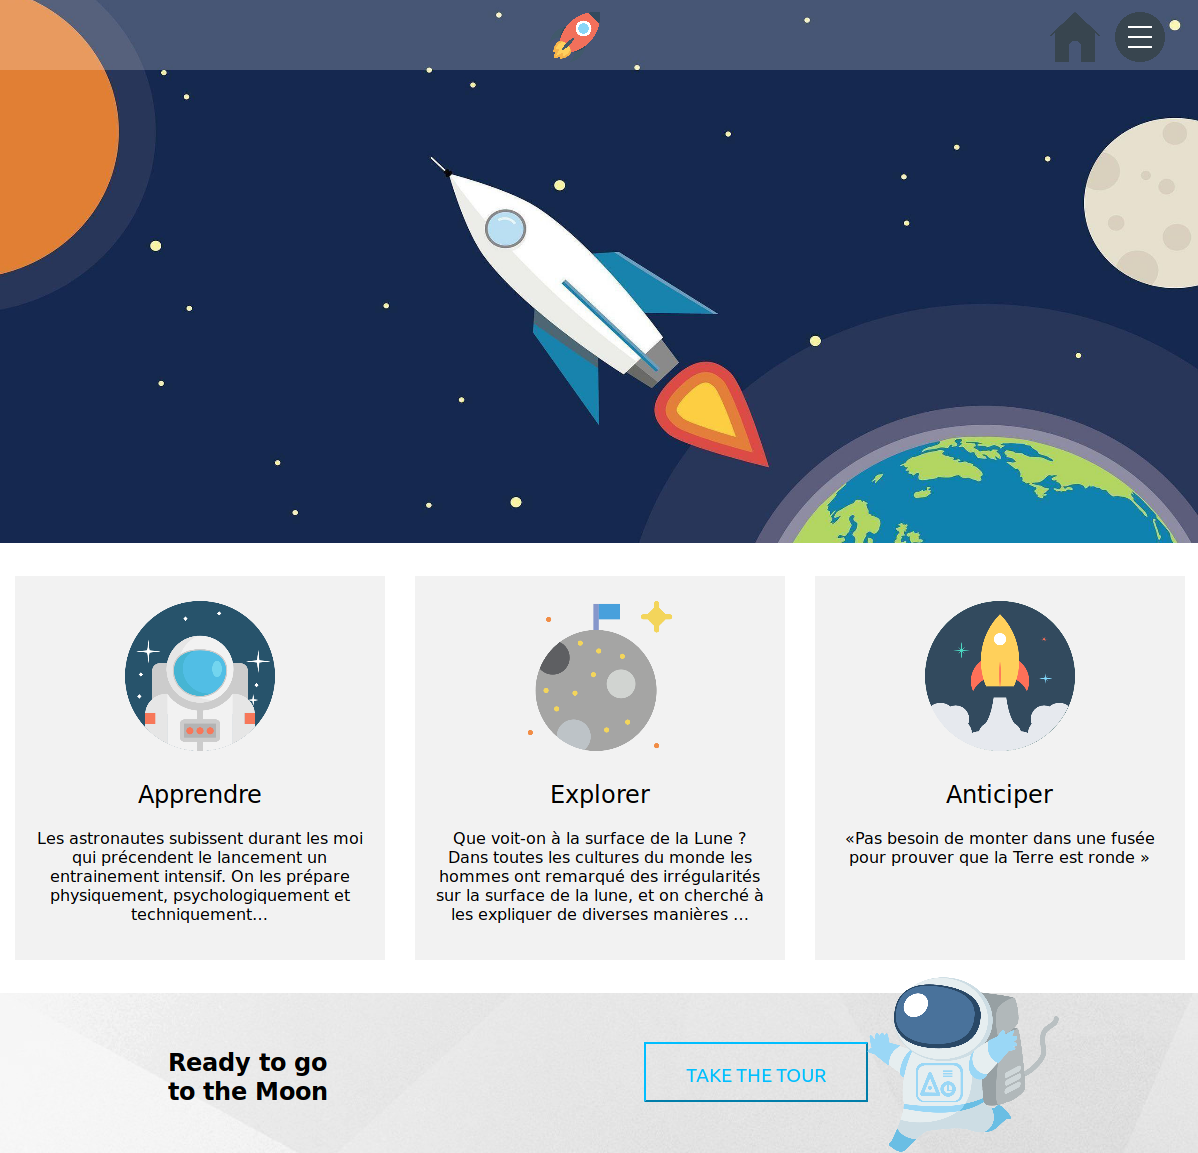 Apprendre
Les astronautes subissent durant les moi
qui précendent le lancement un
entrainement intensif. On les prépare
physiquement, psychologiquement et
techniquement...
Explorer
Que voit-on à la surface de la Lune ?
Dans toutes les cultures du monde les
hommes ont remarqué des irrégularités
sur la surface de la lune, et on cherché à
les expliquer de diverses manières ...
Anticiper
«Pas besoin de monter dans une fusée
pour prouver que la Terre est ronde »
Ready to go
to the Moon
TAKE THE TOUR